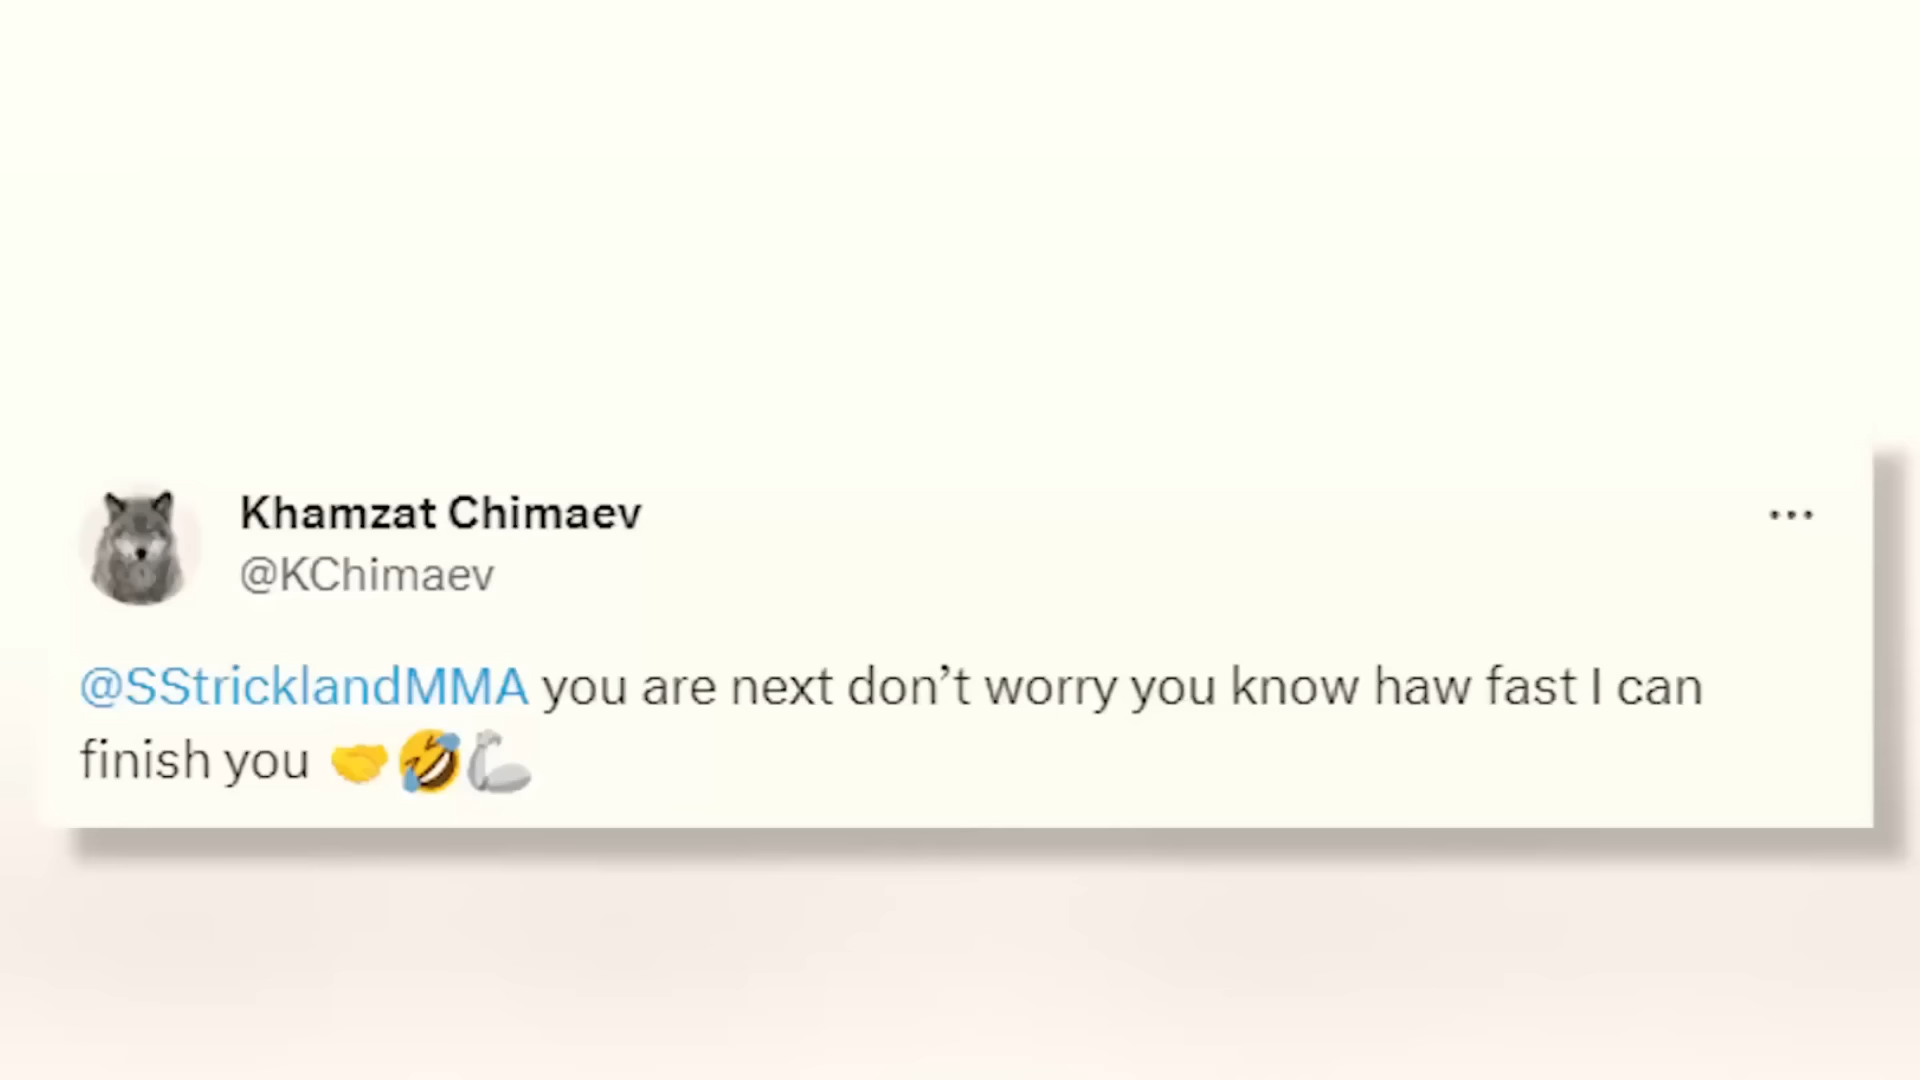 Khamzat Chimaev
...
@KChimaev
@SStricklandMMA you are next don’t worry you know haw fast I can
finish you 🤝🤣🦾